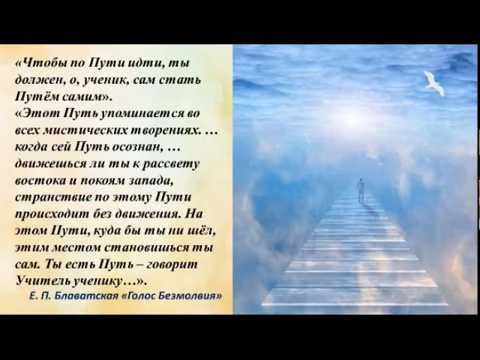 «Чтобы по Пути идти, ты
должен, о, ученик, сам стать
Путём самим».
«Этот Путь упоминается во
всех мистических творениях. …
когда сей Путь осознан, …
движешься ли ты к рассвету
востока и покоям запада,
странствие по этому Пути
происходит без движения. На
этом Пути, куда бы ты ни шёл,
этим местом становишься ты
сам. Ты есть Путь – говорит
Учитель ученику…».
Е. П. Блаватская «Голос Безмолвия»